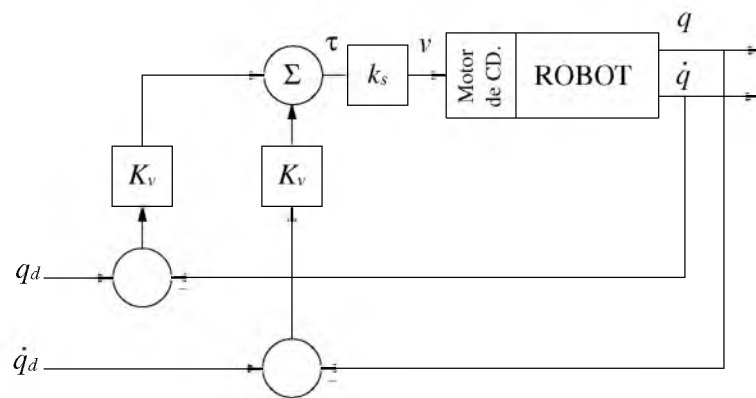 q
τ
v
Σ
k_s
Motor
de CD.
ROBOT
q̇
K_v
K_v
q_d
q̇_d